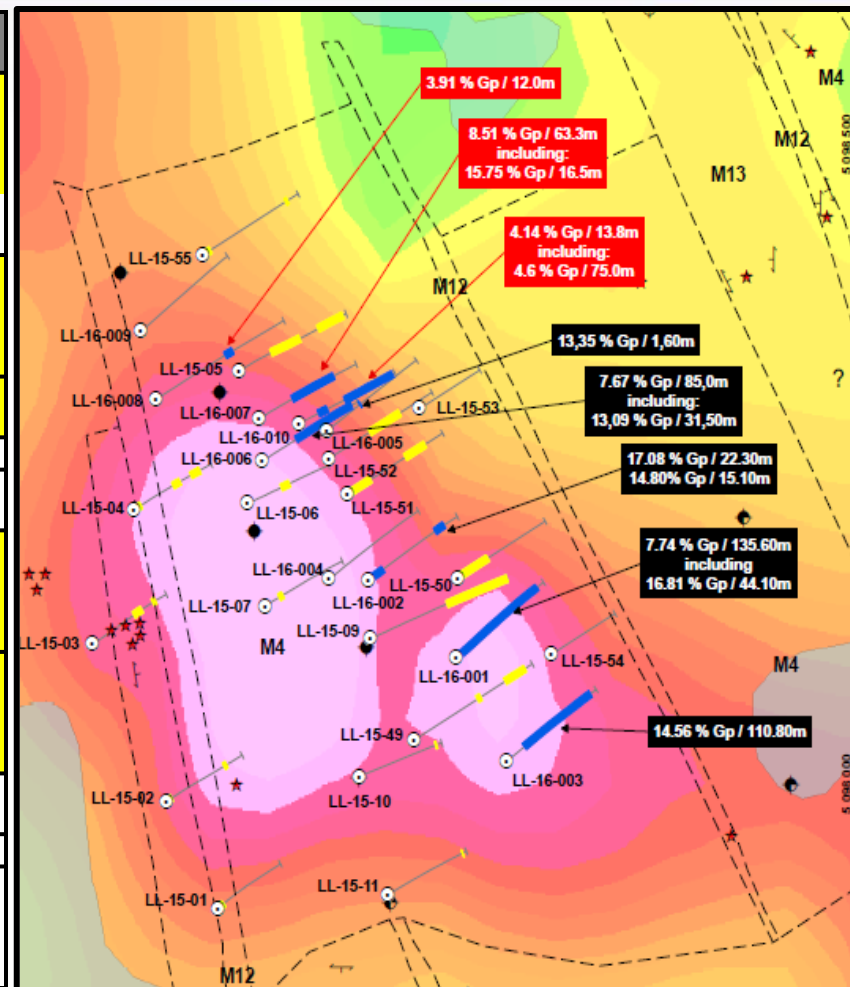 M4
3.91 % Gp / 12.0m
M12
5 098 500
8.51 % Gp / 63.3m
including:
15.75 % Gp / 16.5m
M13
4.14 % Gp / 13.8m
including:
4.6 % Gp / 75.0m
LL-15-55
M12
LL-16-009
13,35 % Gp / 1,60m
LL-15-05
7.67 % Gp / 85,0m
including:
13,09 % Gp / 31,50m
?
LL-16-008
LL-16-007
LL-15-53
LL-16-010
LL-16-005
LL-16-006
LL-15-52
17.08 % Gp / 22.30m
14.80% Gp / 15.10m
LL-15-04
LL-15-06
LL-15-51
7.74 % Gp / 135.60m
including
16.81 % Gp / 44.10m
LL-16-004
LL-16-002
LL-15-50
LL-15-07
LL-15-09
LL-15-03
M4
LL-16-001
LL-15-54
M4
LL-15-49
14.56 % Gp / 110.80m
LL-16-003
LL-15-10
LL-15-02
5 098 000
LL-15-01
LL-15-11
M12